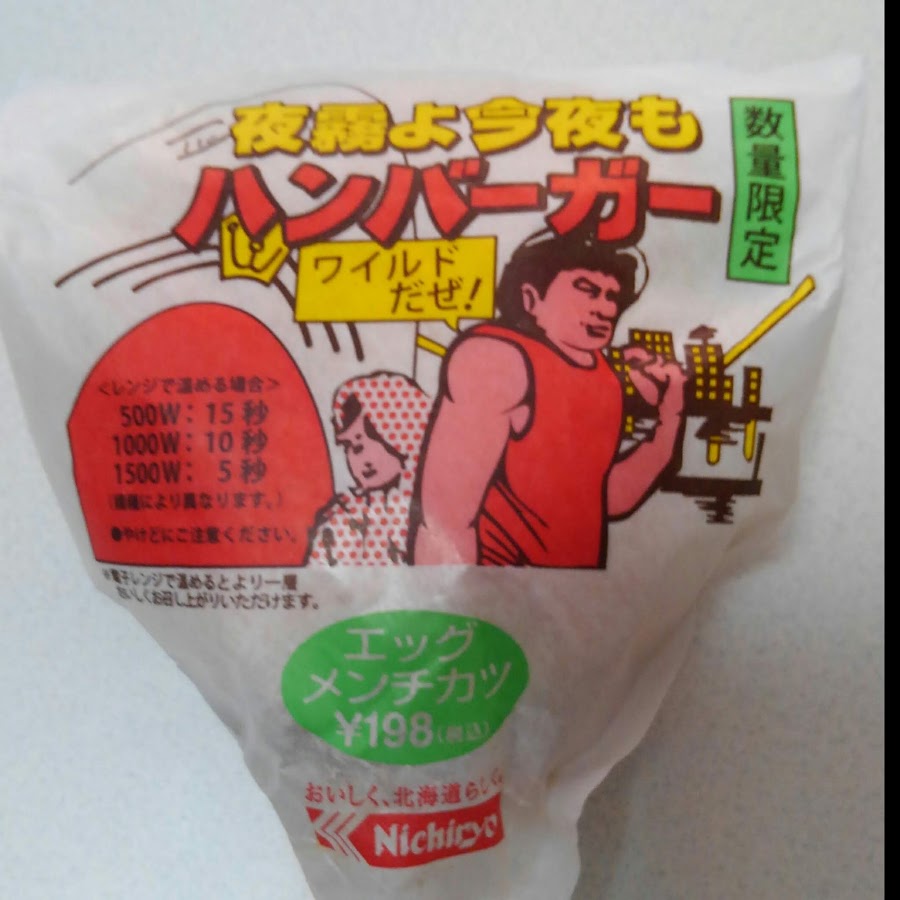 夜霧よ今夜も
ハンバーガー
数量限定
ワイルド
だぜ!
<レンジで温める場合>
500W: 15秒
1000W: 10秒
1500W: 5秒
(機種により異なります。)
●やけどにご注意ください。
※電子レンジで温めるとより一層
おいしくお召し上がりいただけます。
エッグ
メンチカツ
¥198(税込)
おいしく、北海道らしく。
Nichiryo